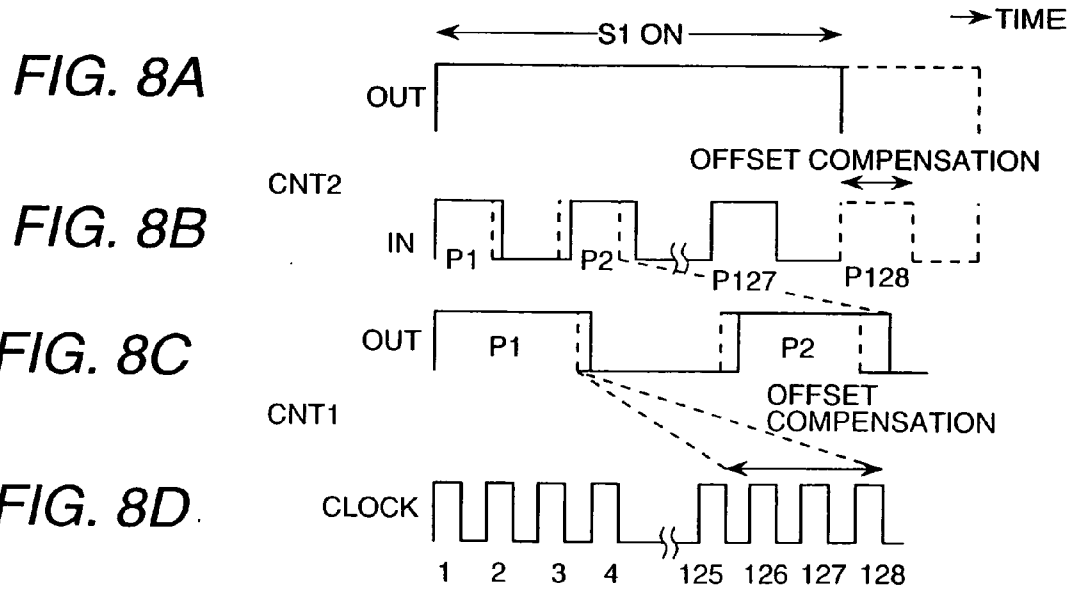 TIME
S1 ON
FIG. 8A
OUT
OFFSET COMPENSATION
CNT2
FIG. 8B
IN
P1 P2 P127 P128
FIG. 8C
OUT
P1 P2
OFFSET
COMPENSATION
CNT1
FIG. 8D
CLOCK
1 2 3 4 125 126 127 128